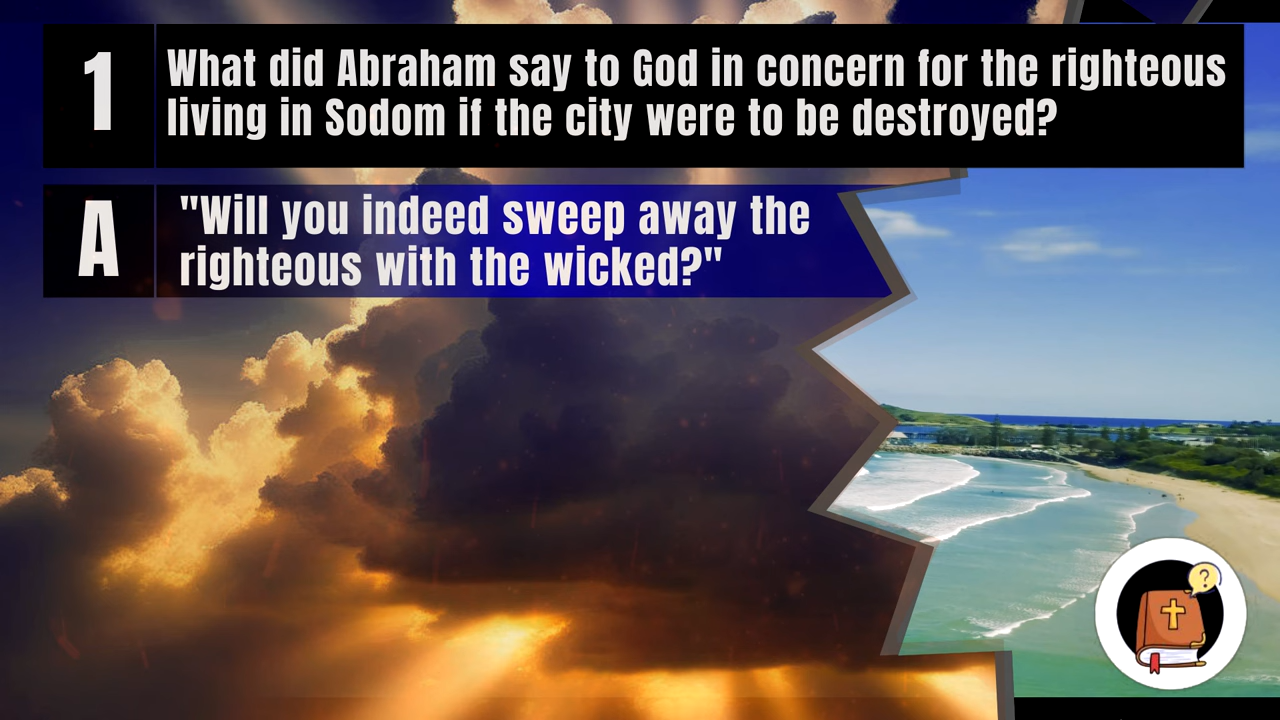 1
What did Abraham say to God in concern for the righteous
living in Sodom if the city were to be destroyed?
A
"Will you indeed sweep away the
righteous with the wicked?"
?